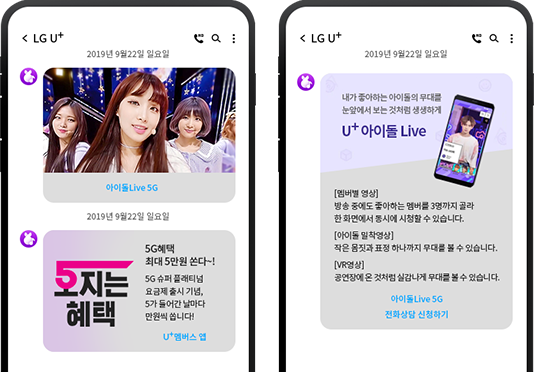 LG U+
2019년 9월22일 일요일
아이돌Live 5G
2019년 9월22일 일요일
5지는
혜택
5G혜택
최대 5만원 쏜다~!
5G 슈퍼 플래티넘
요금제 출시 기념,
5가 들어간 날마다
만원씩 쏩니다!
U+멤버스 앱
LG U+
2019년 9월22일 일요일
내가 좋아하는 아이돌의 무대를
눈앞에서 보는 것처럼 생생하게
U+아이돌 Live
[멤버별 영상]
방송 중에도 좋아하는 멤버를 3명까지 골라
한 화면에서 동시에 시청할 수 있습니다.
[아이돌 밀착영상]
작은 몸짓과 표정 하나까지 무대를 볼 수 있습니다.
[VR영상]
공연장에 온 것처럼 실감나게 무대를 볼 수 있습니다.
아이돌Live 5G
전화상담 신청하기